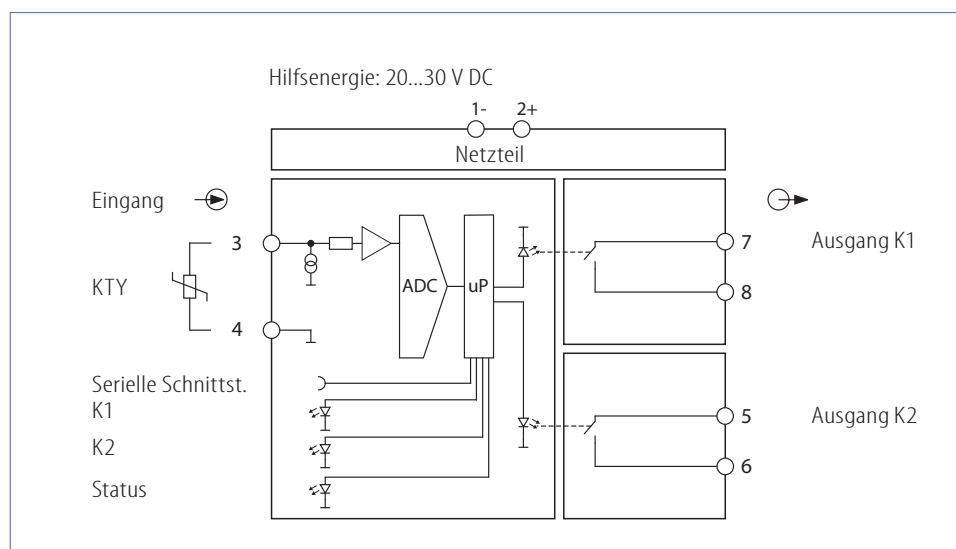 Hilfsenergie: 20...30 V DC
1- 2+
Netzteil
Eingang
3 7 Ausgang K1
KTY ADC uP 8
4
Serielle Schnittst.
K1 5 Ausgang K2
K2
6
Status